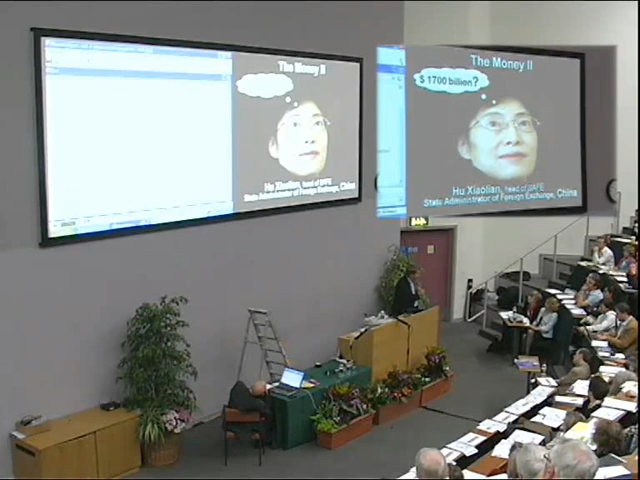 The Money II
Hu Xiaolian, head of SAFE
State Administrator of Foreign Exchange, China
The Money II
$ 1700 billion?
Hu Xiaolian, head of SAFE
State Administrator of Foreign Exchange, China